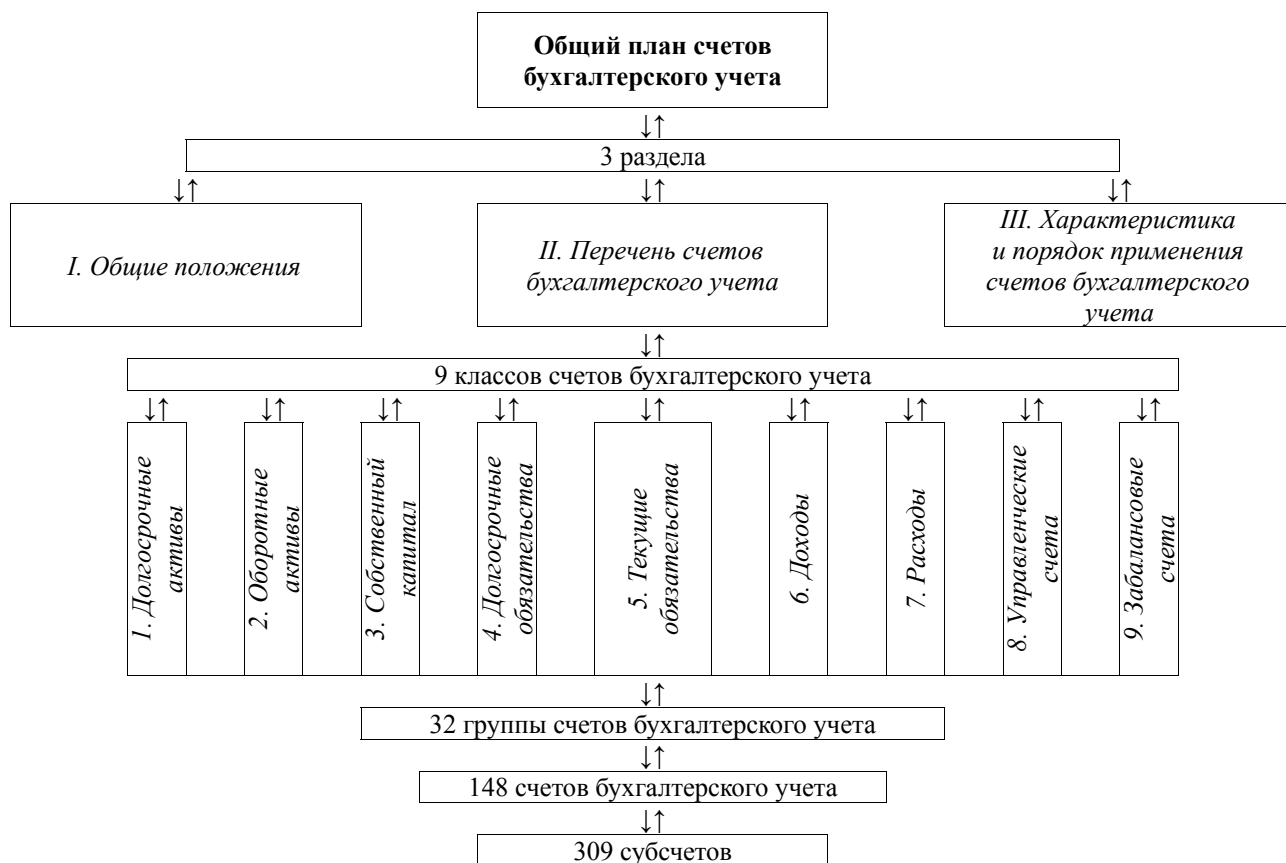 Общий план счетов
бухгалтерского учета
↓↑
3 раздела
↓↑ ↓↑ ↓↑
I. Общие положения
II. Перечень счетов
бухгалтерского учета
III. Характеристика
и порядок применения
счетов бухгалтерского
учета
↓↑
9 классов счетов бухгалтерского учета
↓↑ ↓↑ ↓↑ ↓↑ ↓↑ ↓↑ ↓↑ ↓↑ ↓↑
1. Долгосрочные
активы
2. Оборотные
активы
3. Собственный
капитал
4. Долгосрочные
обязательства
5. Текущие
обязательства
6. Доходы
7. Расходы
8. Управленческие
счета
9. Забалансовые
счета
↓↑
32 группы счетов бухгалтерского учета
↓↑
148 счетов бухгалтерского учета
↓↑
309 субсчетов